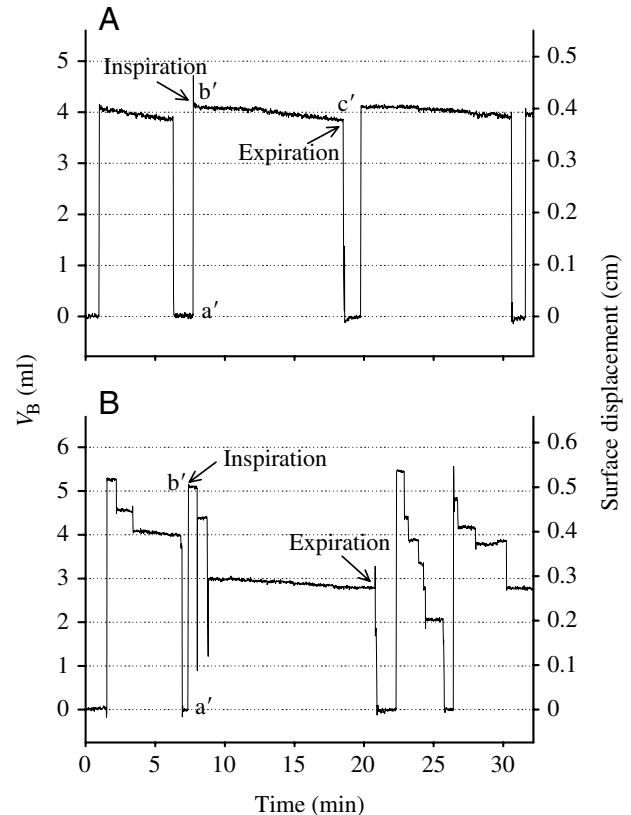 A
5
4
3
2
1
0
Inspiration
b′
c′
Expiration
a′
0.5
0.4
0.3
0.2
0.1
0
V_B (ml)
Surface displacement (cm)
B
6
5
4
3
2
1
0
b′
Inspiration
Expiration
a′
0.6
0.5
0.4
0.3
0.2
0.1
0
0 5 10 15 20 25 30
Time (min)